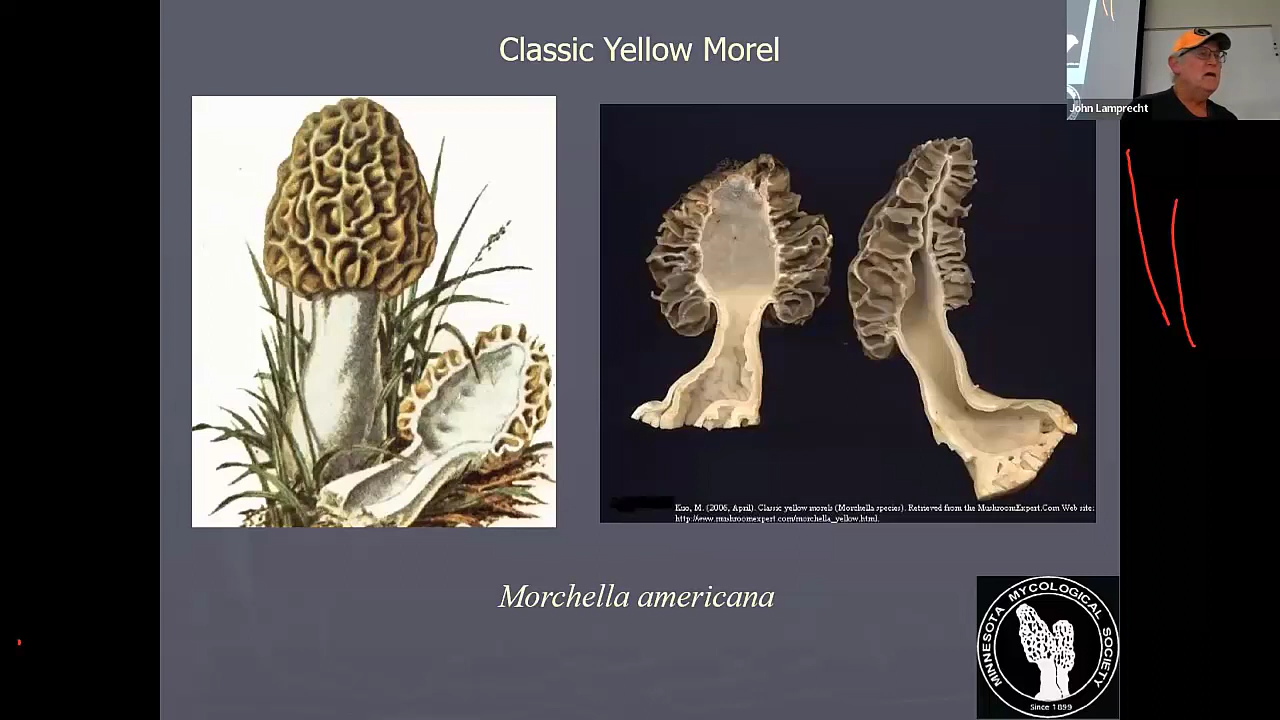 Classic Yellow Morel
John Lamprecht
Kuo, M. (2006, April). Classic yellow morels (Morchella species). Retrieved from the MushroomExpert.Com Web site:
http://www.mushroomexpert.com/morchella_yellow.html.
Morchella americana
MINNESOTA MYCOLOGICAL SOCIETY
Since 1899